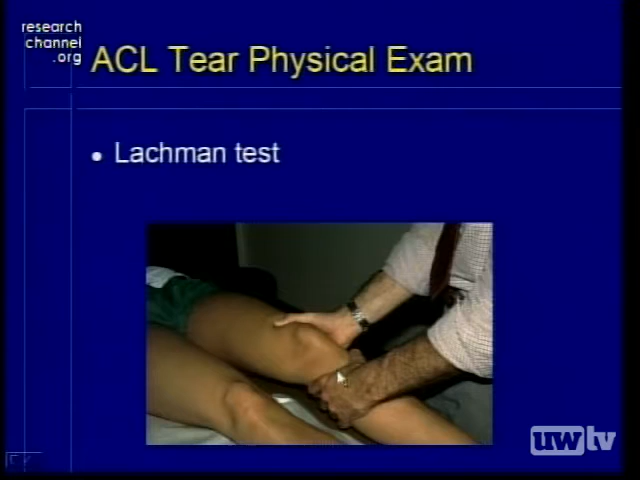 research
channel
.org
ACL Tear Physical Exam
• Lachman test
uwtv